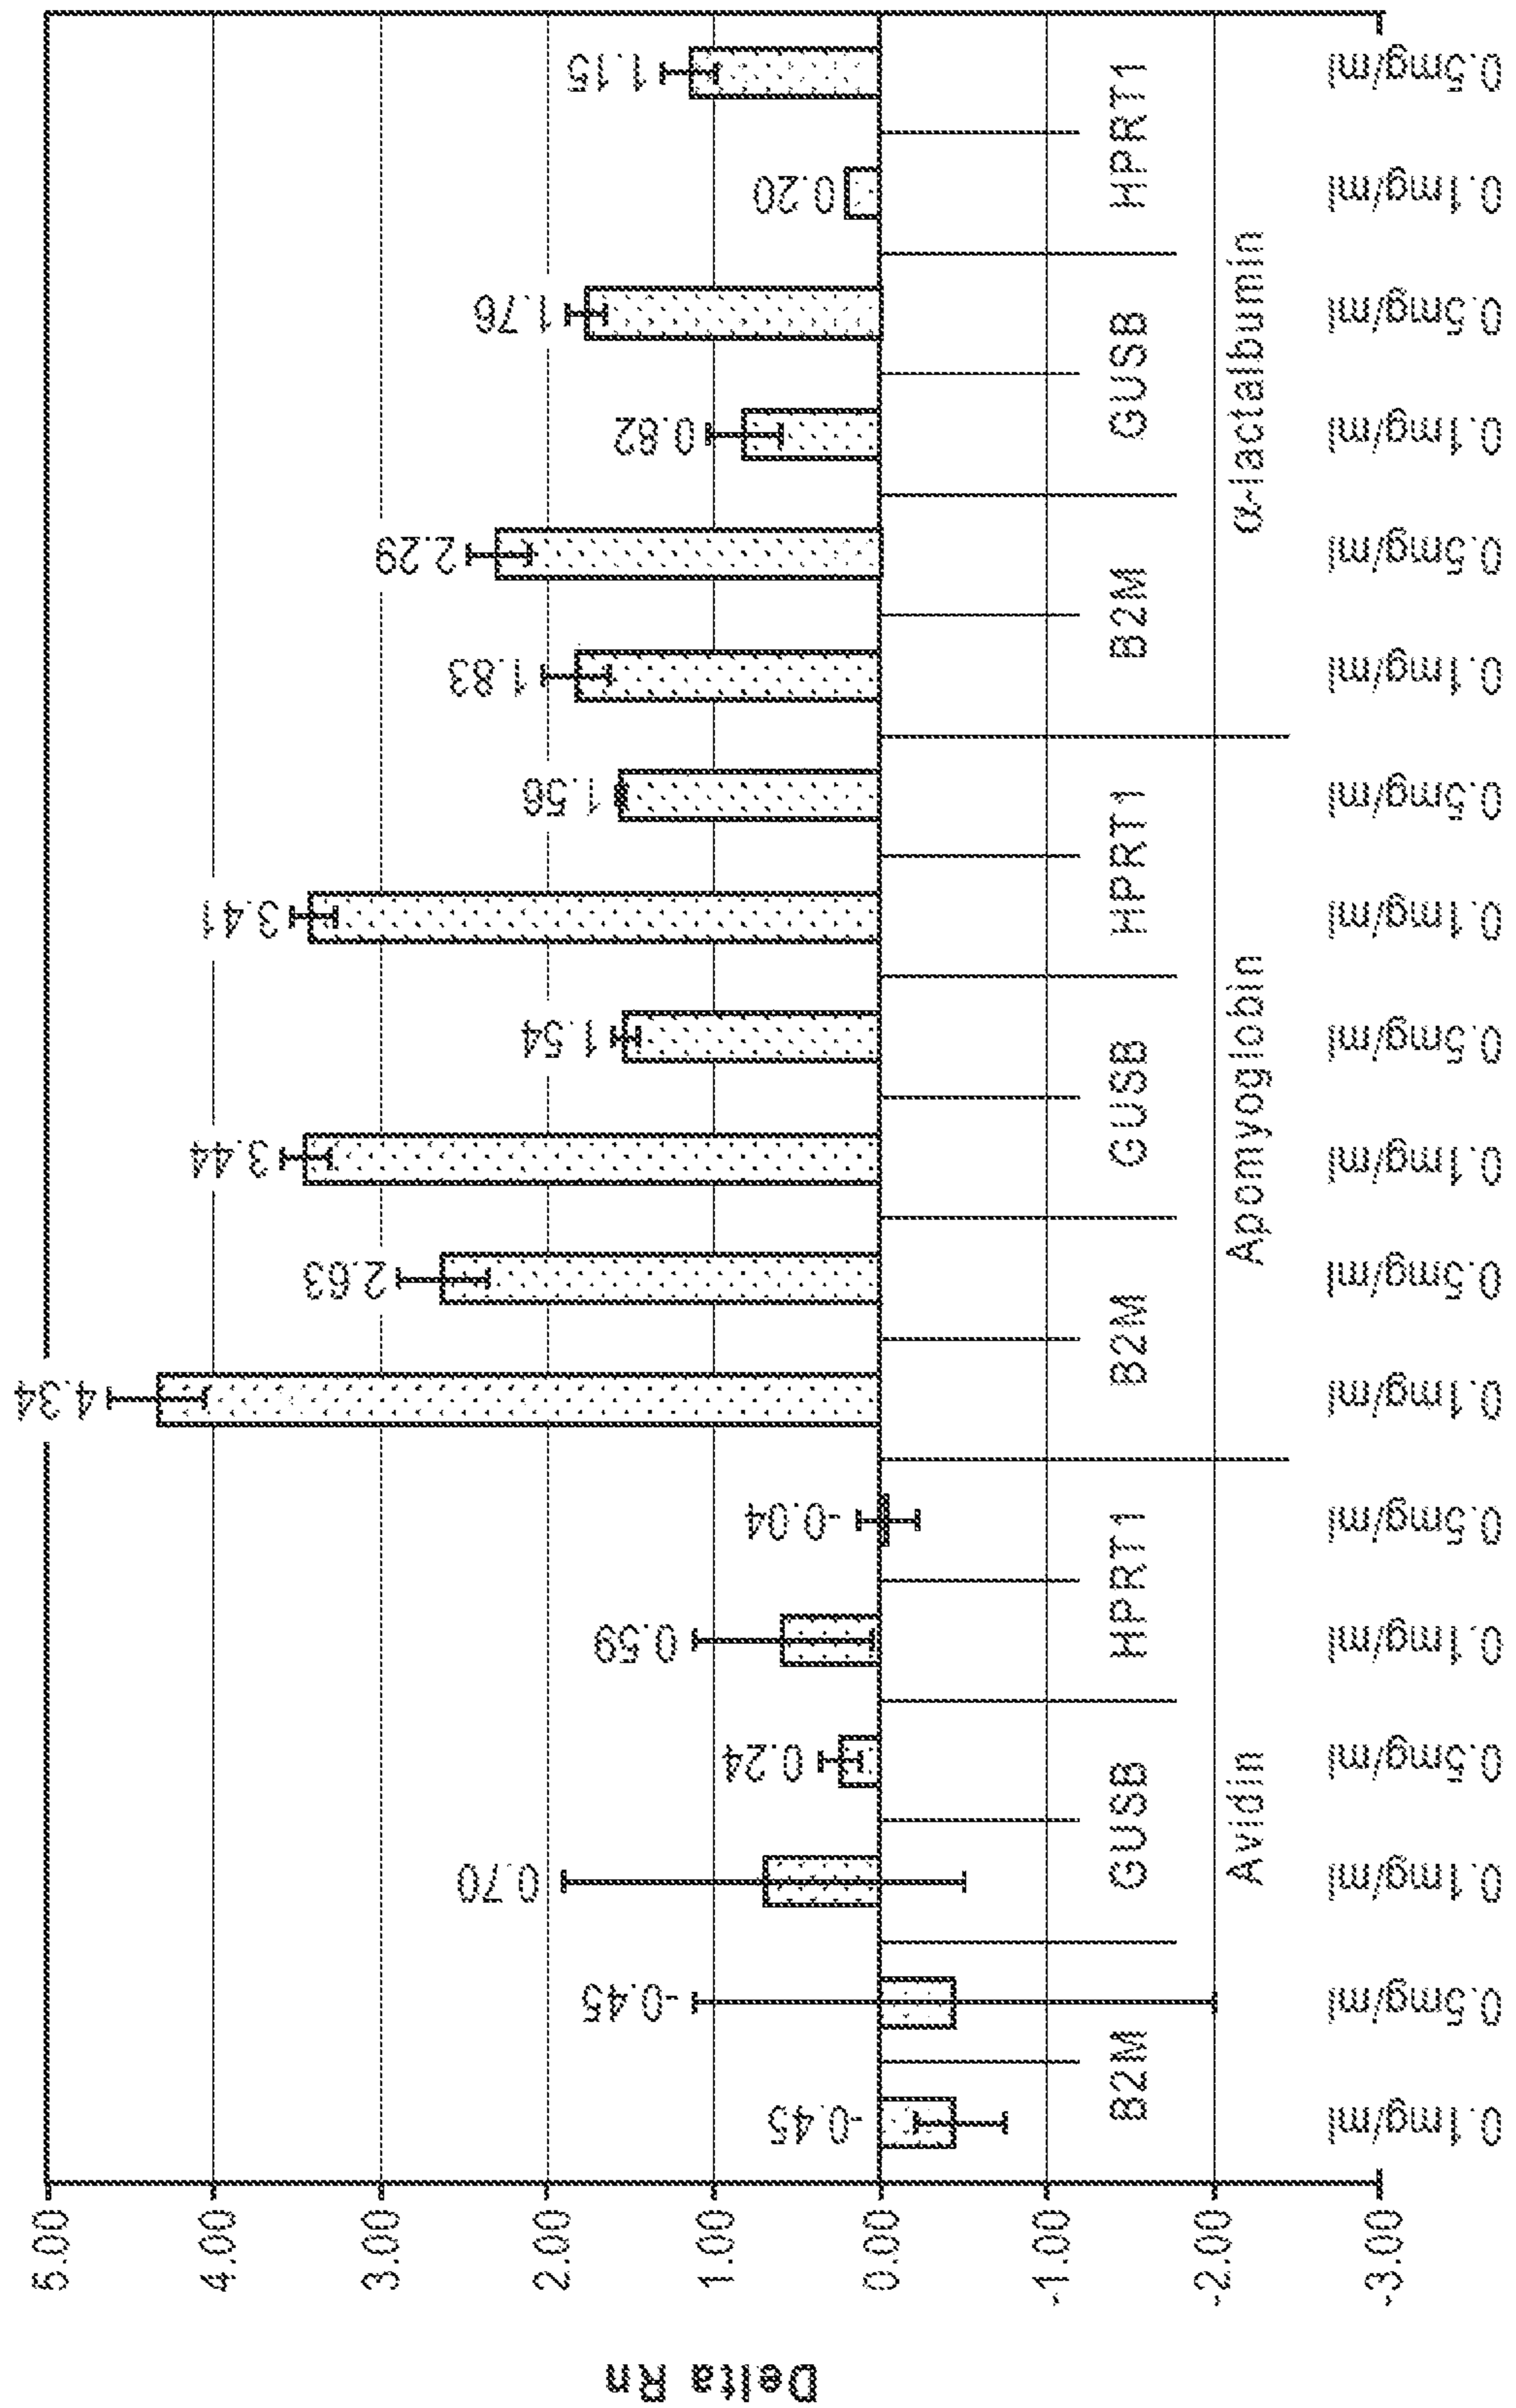 Delta Rn
5.00
4.00
3.00
2.00
1.00
0.00
-1.00
-2.00
-3.00
-0.45
-0.45
0.70
0.24
0.59
-0.04
4.34
2.63
3.44
1.54
3.41
1.56
1.83
2.29
0.82
1.76
0.20
1.15
B2M
GUSB
HPRT1
B2M
GUSB
HPRT1
B2M
GUSB
HPRT1
Avidin
Apomyoglobin
α-lactalbumin
0.1mg/ml
0.5mg/ml
0.1mg/ml
0.5mg/ml
0.1mg/ml
0.5mg/ml
0.1mg/ml
0.5mg/ml
0.1mg/ml
0.5mg/ml
0.1mg/ml
0.5mg/ml
0.1mg/ml
0.5mg/ml
0.1mg/ml
0.5mg/ml
0.1mg/ml
0.5mg/ml